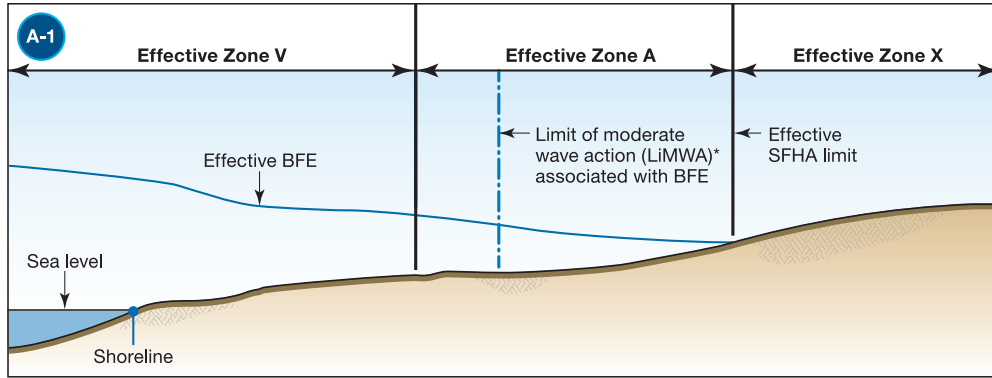 A-1
Effective Zone V
Effective Zone A
Effective Zone X
Effective BFE
Limit of moderate
wave action (LiMWA)*
associated with BFE
Effective
SFHA limit
Sea level
Shoreline